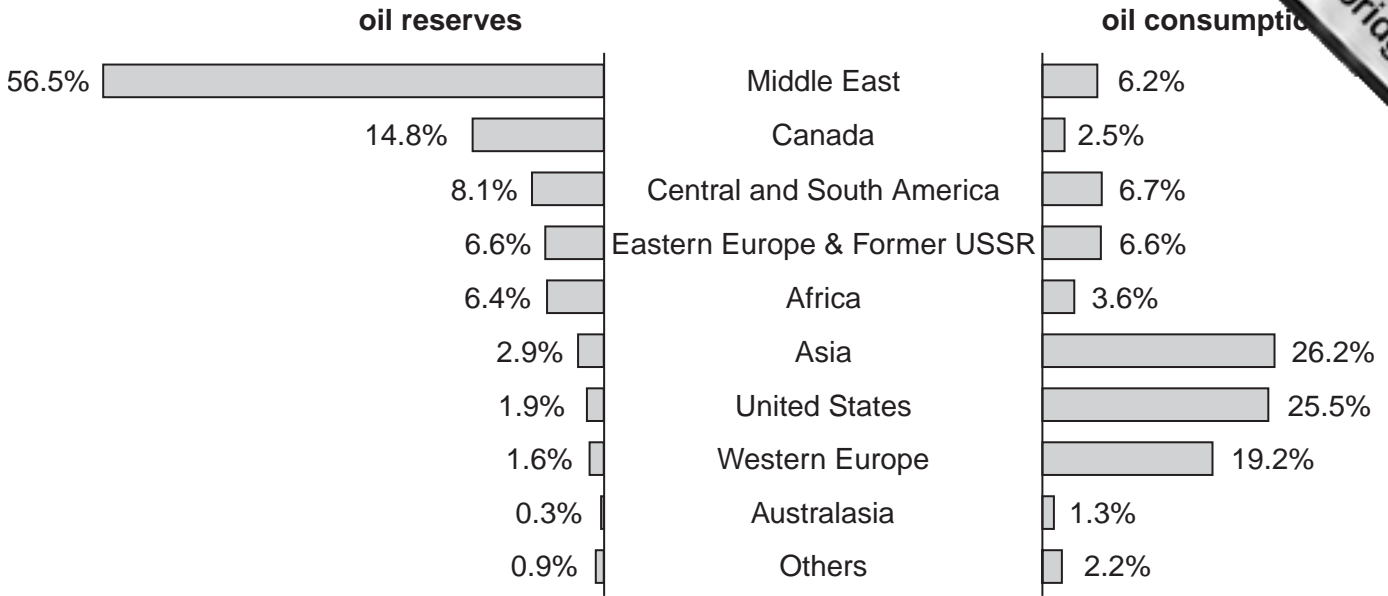 oil reserves oil
56.5% Middle East 6.2%
14.8% Canada 2.5%
8.1% Central and South America 6.7%
6.6% Eastern Europe & Former USSR 6.6%
6.4% Africa 3.6%
2.9% Asia 26.2%
1.9% United States 25.5%
1.6% Western Europe 19.2%
0.3% Australasia 1.3%
0.9% Others 2.2%